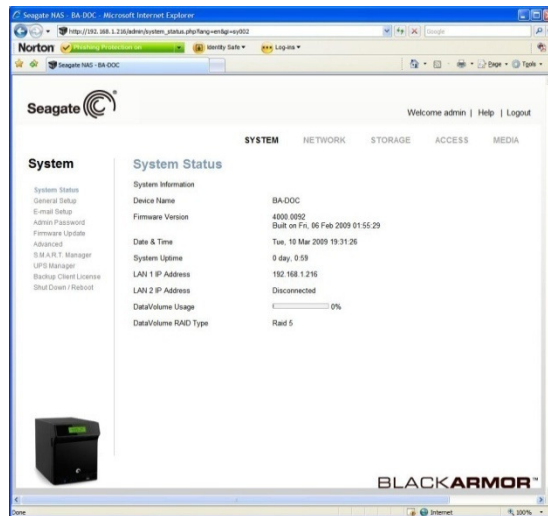 Seagate NAS - BA-DOC - Microsoft Internet Explorer
http://192.168.1.216/admin/system_status.php?lang=en&gi=sy002
Google
Norton Phishing Protection on Identity Safe Log-ins
Seagate NAS - BA-DOC
Page Tools
Seagate
Welcome admin | Help | Logout
SYSTEM NETWORK STORAGE ACCESS MEDIA
System
System Status
General Setup
E-mail Setup
Admin Password
Firmware Update
Advanced
S.M.A.R.T. Manager
UPS Manager
Backup Client License
Shut Down / Reboot
System Status
System Information
Device Name BA-DOC
Firmware Version 4000.0092
Built on Fri, 06 Feb 2009 01:55:29
Date & Time Tue, 10 Mar 2009 19:31:26
System Uptime 0 day, 0:59
LAN 1 IP Address 192.168.1.216
LAN 2 IP Address Disconnected
DataVolume Usage 0%
DataVolume RAID Type Raid 5
BLACKARMOR™
Done Internet 100%